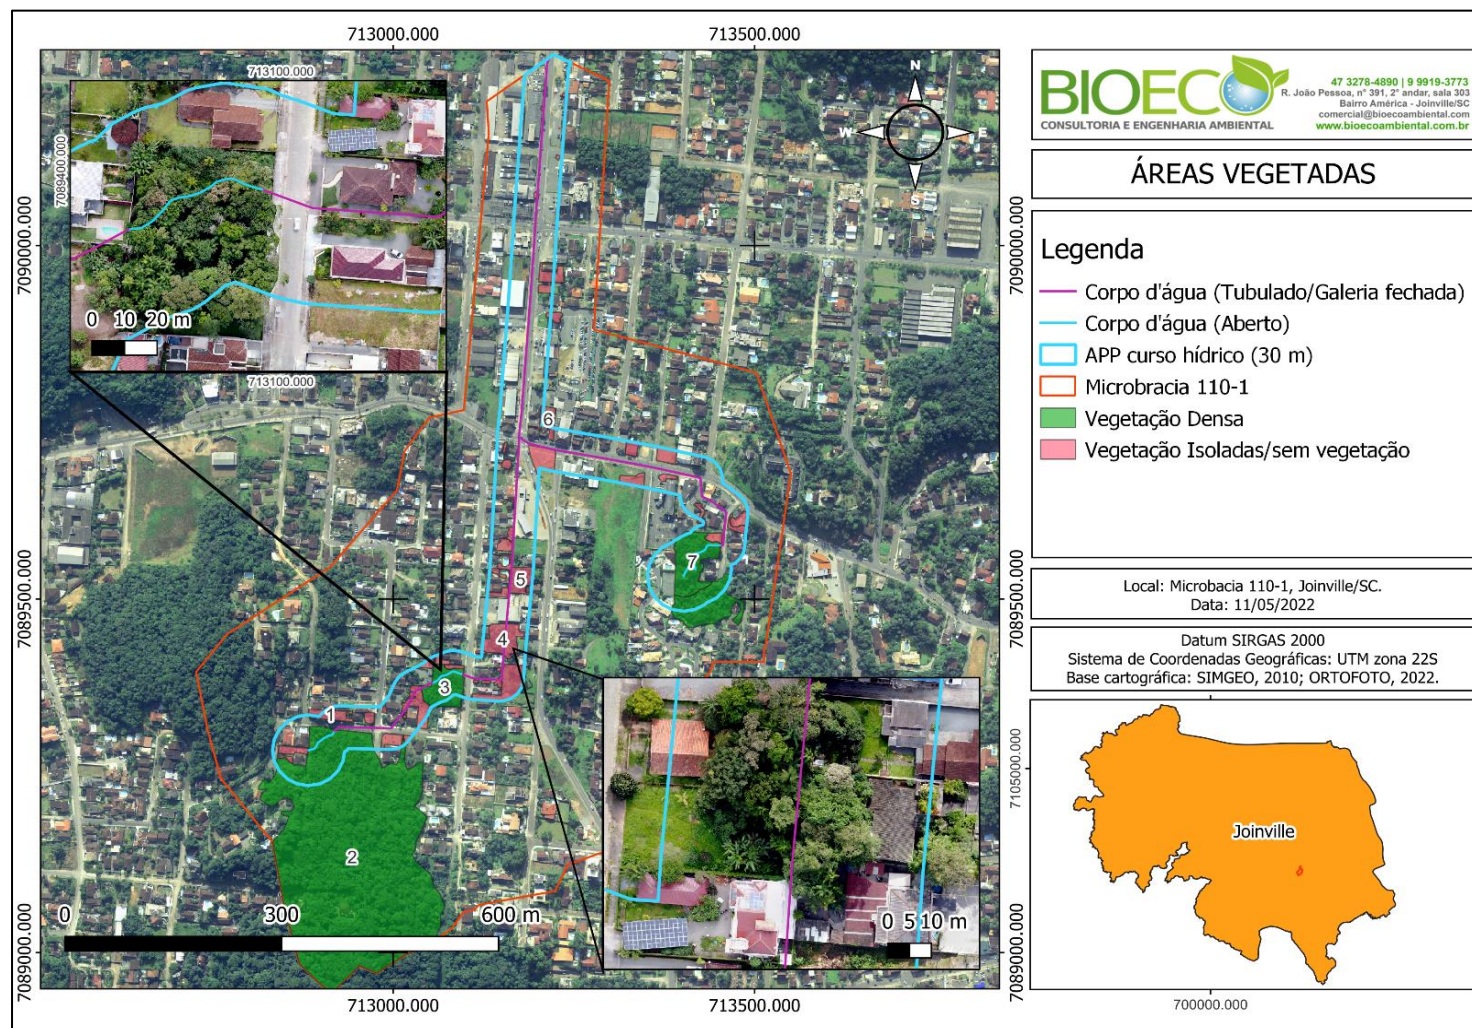 713000.000
713500.000
713100.000
7089400.000
0 10 20 m
713100.000
N
W
E
S
7090000.000
7090000.000
6
7
5
4
3
1
2
7089500.000
7089500.000
0 5 10 m
0 300 600 m
7089000.000
7089000.000
713000.000
713500.000
BIOECO
CONSULTORIA E ENGENHARIA AMBIENTAL
47 3278-4890 | 9 9919-3773
R. João Pessoa, n° 391, 2° andar, sala 303
Bairro América - Joinville/SC
comercial@bioecoambiental.com
www.bioecoambiental.com.br
ÁREAS VEGETADAS
Legenda
Corpo d'água (Tubulado/Galeria fechada)
Corpo d'água (Aberto)
APP curso hídrico (30 m)
Microbracia 110-1
Vegetação Densa
Vegetação Isoladas/sem vegetação
Local: Microbacia 110-1, Joinville/SC.
Data: 11/05/2022
Datum SIRGAS 2000
Sistema de Coordenadas Geográficas: UTM zona 22S
Base cartográfica: SIMGEO, 2010; ORTOFOTO, 2022.
7105000.000
Joinville
700000.000